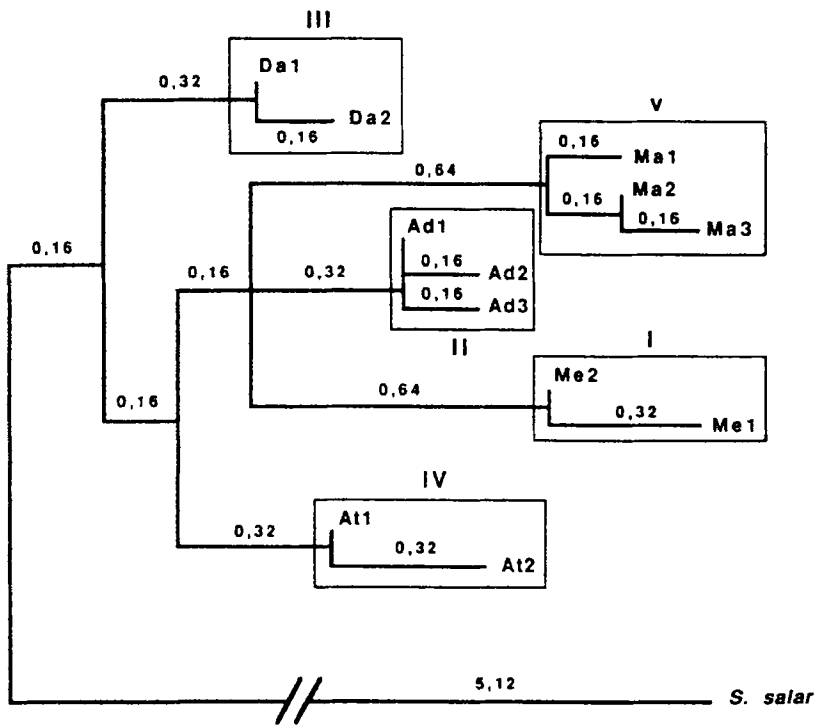 III
Da1
0,32
Da2
0,16
V
0,16
Ma1
0,64
Ma2
0,16
0,16
Ma3
Ad1
0,16
0,16
0,32
0,16
Ad2
0,16
Ad3
II
I
Me2
0,64
0,32
Me1
0,16
IV
At1
0,32
0,32
At2
5,12
S. salar